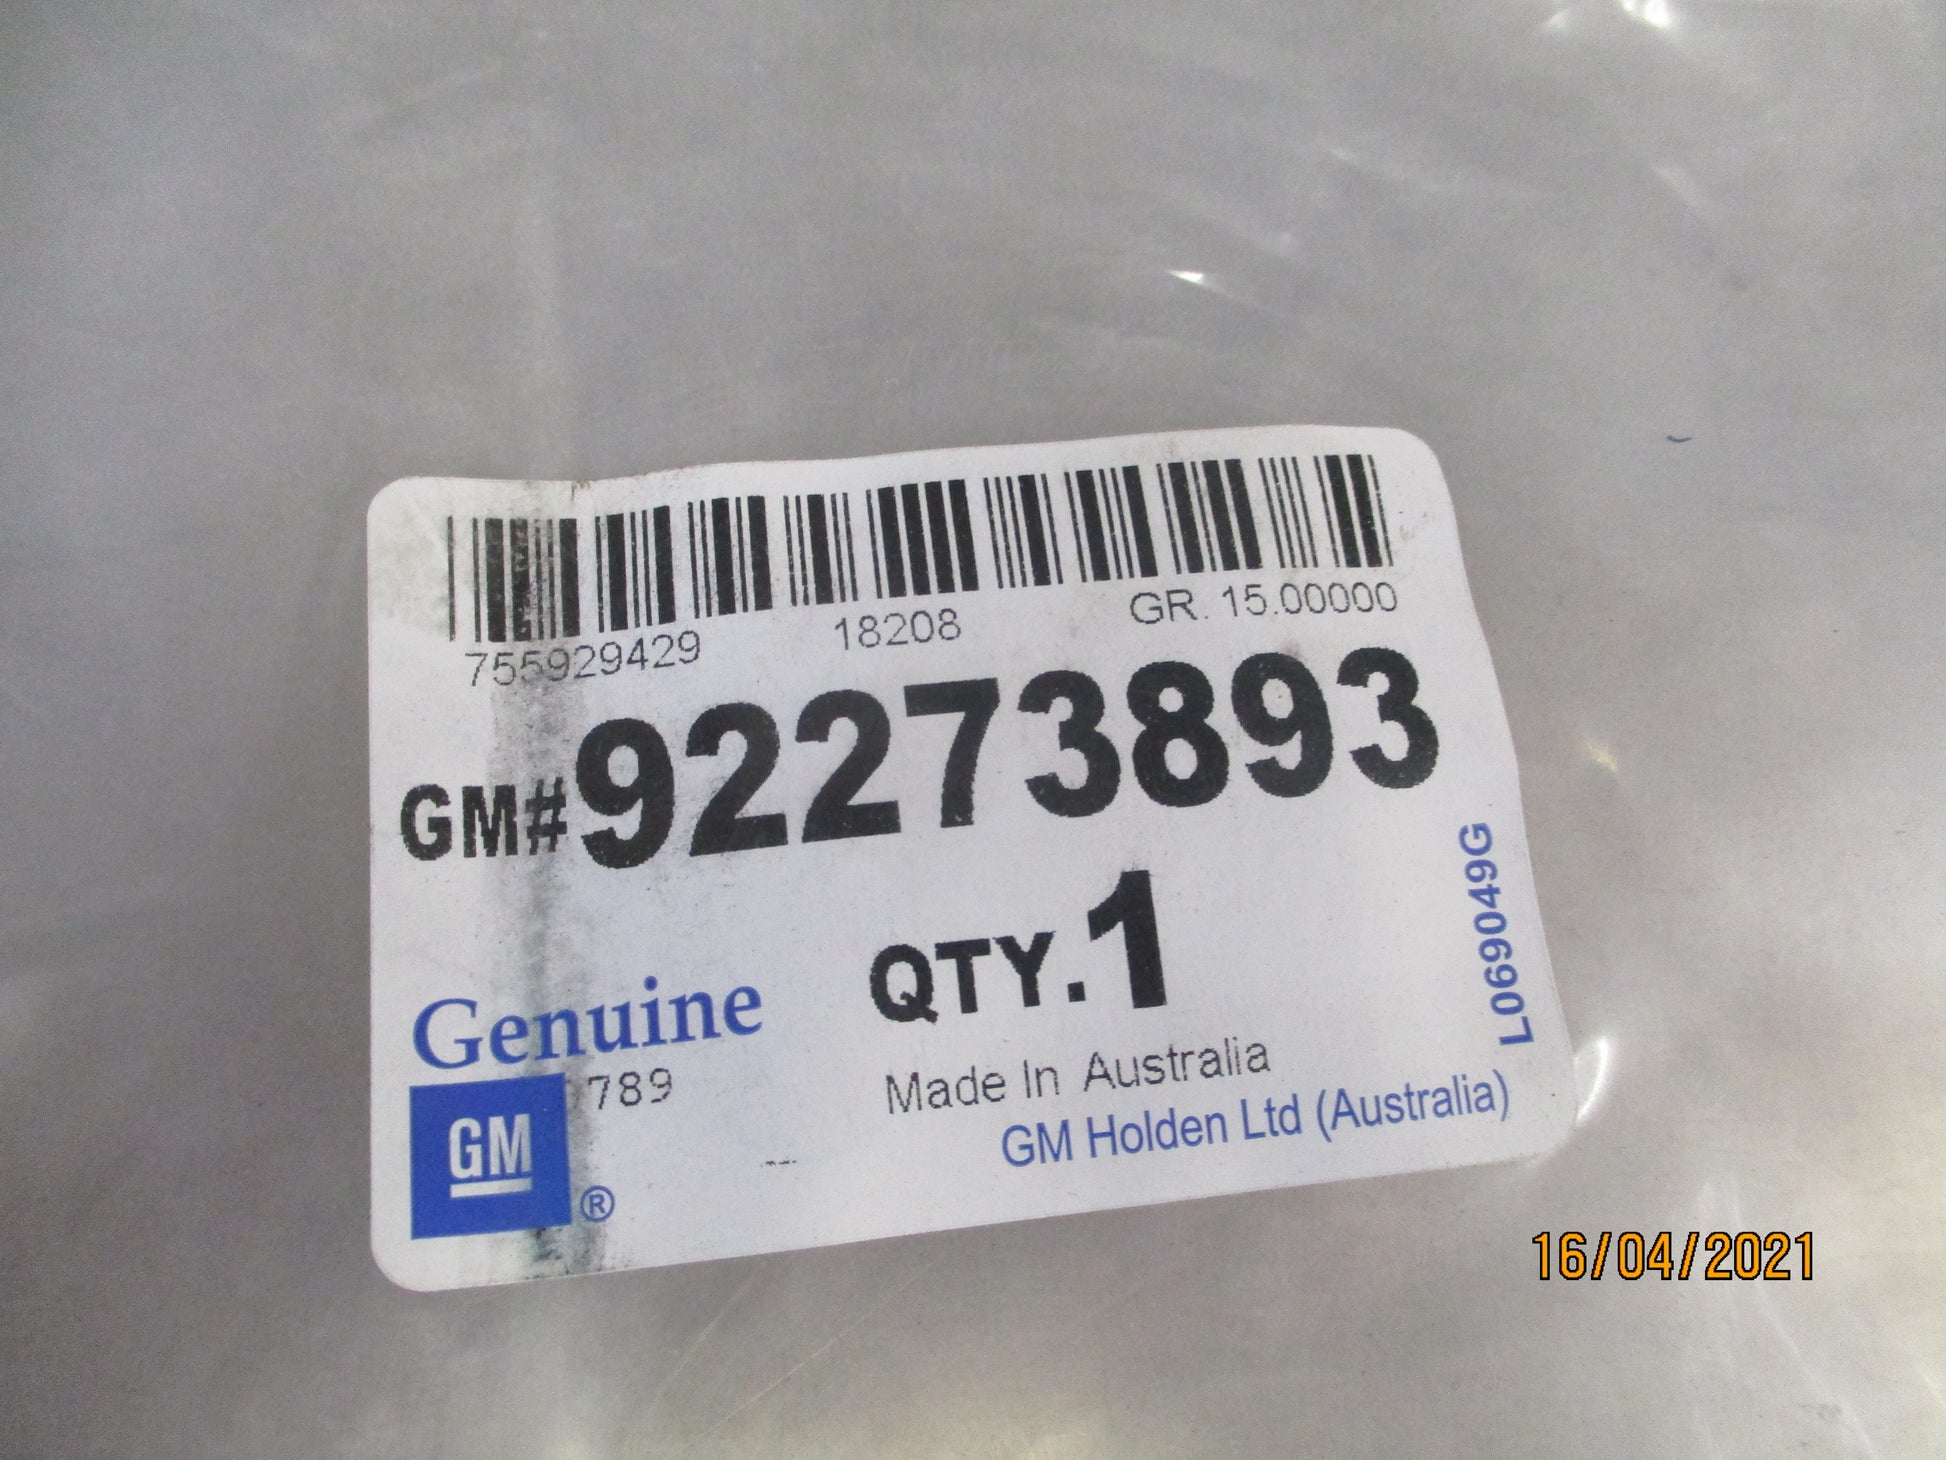 755929429 18208 GR. 15.00000
GM#92273893
QTY.1
L069049G
Genuine
789
Made In Australia
GM Holden Ltd (Australia)
GM ®
16/04/2021